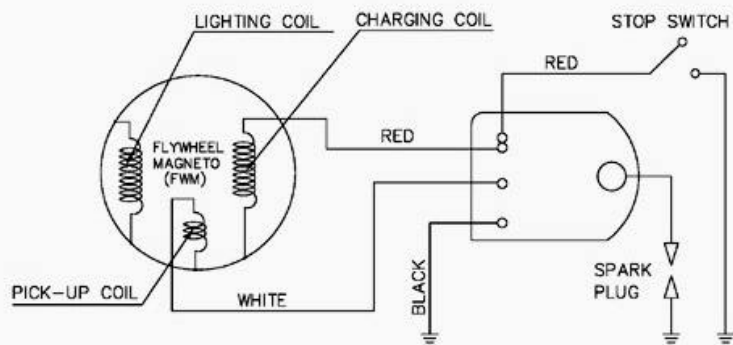 LIGHTING COIL
CHARGING COIL
STOP SWITCH
RED
RED
FLYWHEEL
MAGNETO
(FWM)
PICK-UP COIL
WHITE
BLACK
SPARK
PLUG